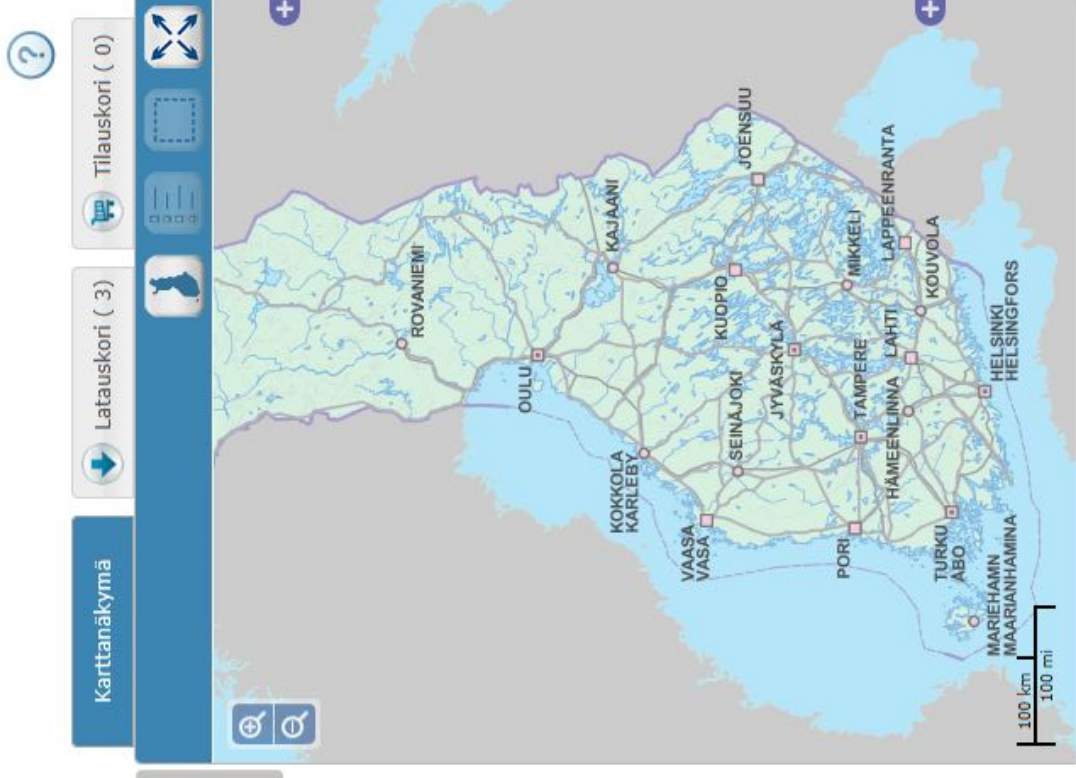 ?
Karttanäkymä
Latauskori ( 3)
Tilauskori ( 0)
+
+
ROVANIEMI
OULU
KAJAANI
KOKKOLA
KARLEBY
VAASA
VASA
SEINÄJOKI
KUOPIO
JOENSUU
JYVÄSKYLÄ
PORI
TAMPERE
MIKKELI
HÄMEENLINNA
LAHTI
LAPPEENRANTA
KOUVOLA
TURKU
ABO
HELSINKI
HELSINGFORS
MARIEHAMN
MAARIANHAMINA
100 km
100 mi